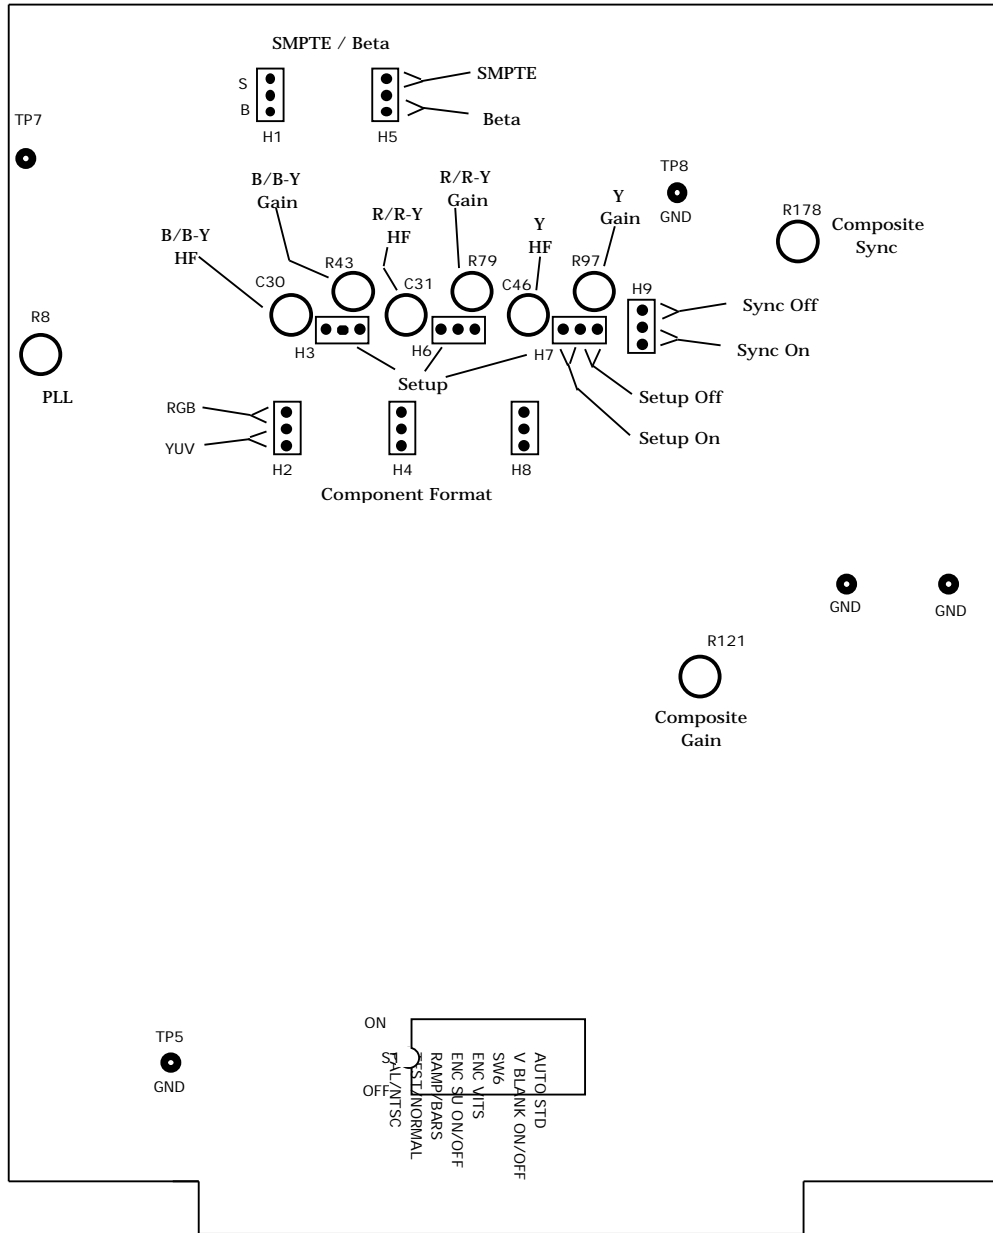 SMPTE / Beta
S
B
H1
H5
SMPTE
Beta
TP7
TP8
GND
R178
Composite
Sync
B/B-Y
Gain
R/R-Y
Gain
R/R-Y
HF
Y
Gain
Y
HF
B/B-Y
HF
C30
R43
C31
R79
C46
R97
H9
Sync Off
Sync On
R8
PLL
H3
H6
H7
Setup
Setup Off
Setup On
RGB
YUV
H2
H4
H8
Component Format
GND
GND
R121
Composite
Gain
TP5
GND
ON
OFF
PAL/NTSC
TEST/NORMAL
RAMP/BARS
ENC SU ON/OFF
ENC VITS
SW6
V BLANK ON/OFF
AUTO STD